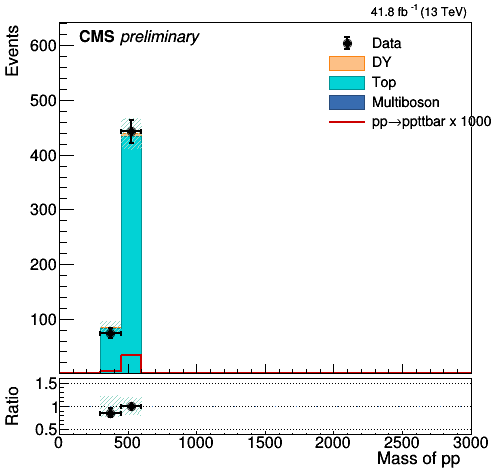 41.8 fb⁻¹ (13 TeV)
CMS preliminary
Events
600
500
400
300
200
100
Data
DY
Top
Multiboson
pp→ppttbar x 1000
Ratio
1.5
1
0.5
0 500 1000 1500 2000 2500 3000
Mass of pp